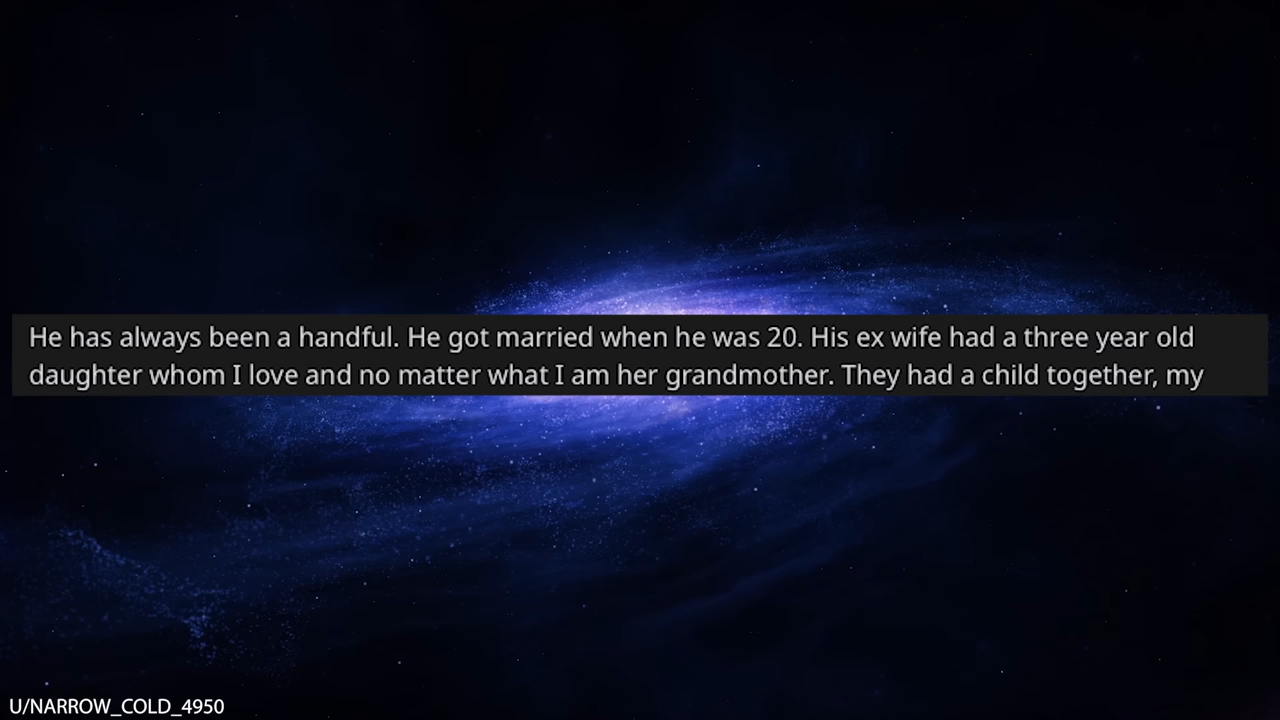 He has always been a handful. He got married when he was 20. His ex wife had a three year old
daughter whom I love and no matter what I am her grandmother. They had a child together, my
U/NARROW_COLD_4950